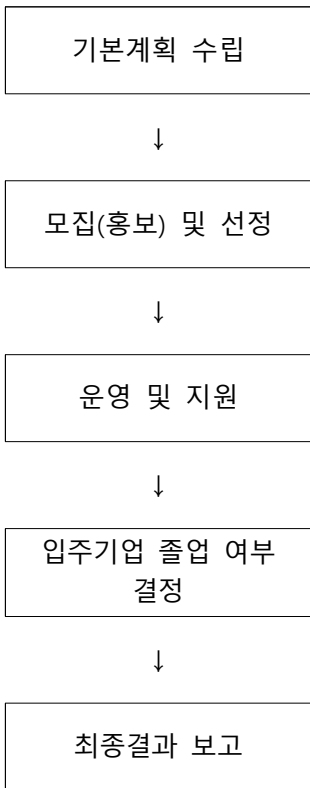 기본계획 수립
↓
모집(홍보) 및 선정
↓
운영 및 지원
↓
입주기업 졸업 여부
결정
↓
최종결과 보고